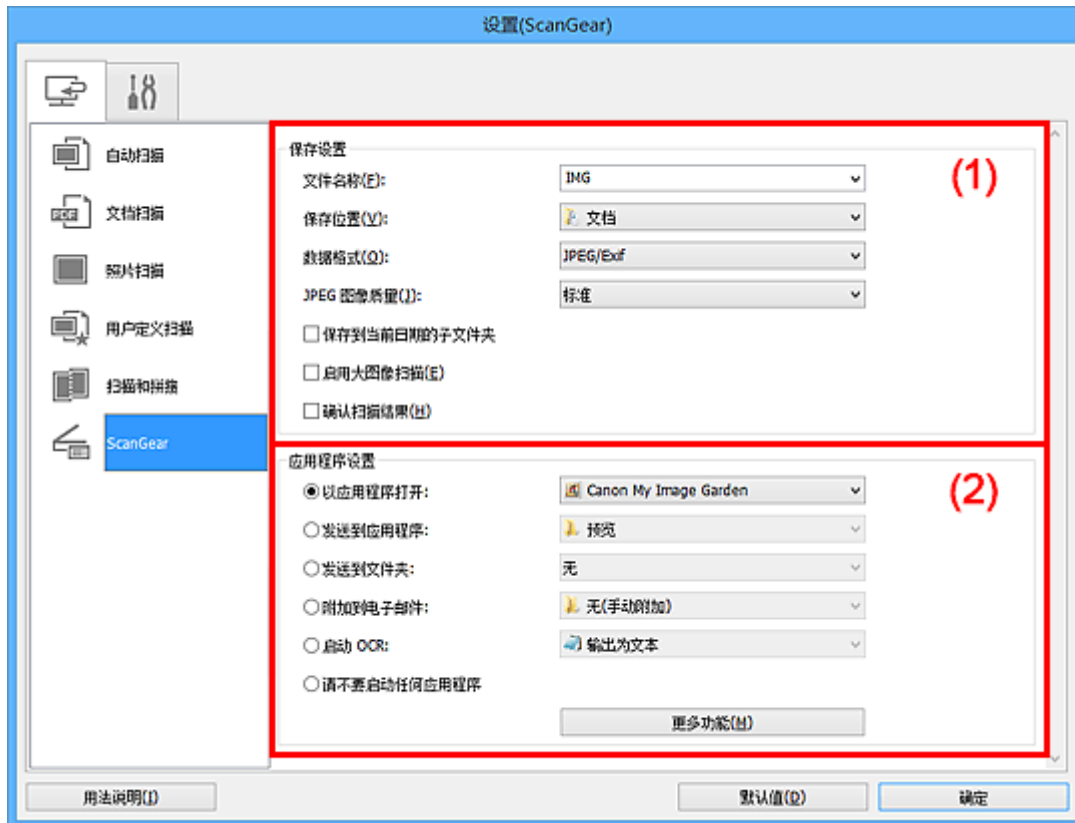 设置(ScanGear)
自动扫描
文档扫描
PDF
照片扫描
用户定义扫描
扫描和拼接
ScanGear
保存设置
(1)
文件名称(F):
IMG
保存位置(V):
文档
数据格式(O):
JPEG/Exif
JPEG 图像质量(J):
标准
保存到当前日期的子文件夹
启用大图像扫描(E)
确认扫描结果(H)
应用程序设置
(2)
以应用程序打开:
Canon My Image Garden
发送到应用程序:
预览
发送到文件夹:
无
附加到电子邮件:
无(手动附加)
启动 OCR:
输出为文本
请不要启动任何应用程序
更多功能(M)
用法说明(I)
默认值(D)
确定